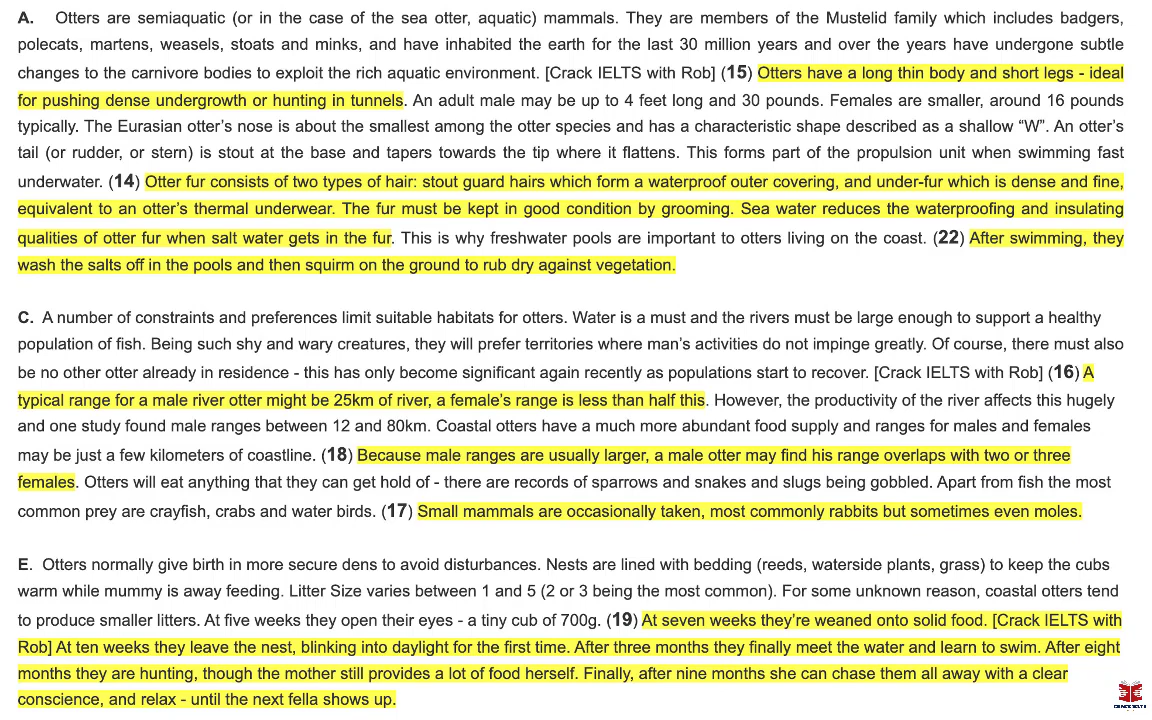 A. Otters are semiaquatic (or in the case of the sea otter, aquatic) mammals. They are members of the Mustelid family which includes badgers,
polecats, martens, weasels, stoats and minks, and have inhabited the earth for the last 30 million years and over the years have undergone subtle
changes to the carnivore bodies to exploit the rich aquatic environment. [Crack IELTS with Rob] (15) Otters have a long thin body and short legs - ideal
for pushing dense undergrowth or hunting in tunnels. An adult male may be up to 4 feet long and 30 pounds. Females are smaller, around 16 pounds
typically. The Eurasian otter's nose is about the smallest among the otter species and has a characteristic shape described as a shallow “W”. An otter's
tail (or rudder, or stern) is stout at the base and tapers towards the tip where it flattens. This forms part of the propulsion unit when swimming fast
underwater. (14) Otter fur consists of two types of hair: stout guard hairs which form a waterproof outer covering, and under-fur which is dense and fine,
equivalent to an otter's thermal underwear. The fur must be kept in good condition by grooming. Sea water reduces the waterproofing and insulating
qualities of otter fur when salt water gets in the fur. This is why freshwater pools are important to otters living on the coast. (22) After swimming, they
wash the salts off in the pools and then squirm on the ground to rub dry against vegetation.
C. A number of constraints and preferences limit suitable habitats for otters. Water is a must and the rivers must be large enough to support a healthy
population of fish. Being such shy and wary creatures, they will prefer territories where man's activities do not impinge greatly. Of course, there must also
be no other otter already in residence - this has only become significant again recently as populations start to recover. [Crack IELTS with Rob] (16) A
typical range for a male river otter might be 25km of river, a female's range is less than half this. However, the productivity of the river affects this hugely
and one study found male ranges between 12 and 80km. Coastal otters have a much more abundant food supply and ranges for males and females
may be just a few kilometers of coastline. (18) Because male ranges are usually larger, a male otter may find his range overlaps with two or three
females. Otters will eat anything that they can get hold of - there are records of sparrows and snakes and slugs being gobbled. Apart from fish the most
common prey are crayfish, crabs and water birds. (17) Small mammals are occasionally taken, most commonly rabbits but sometimes even moles.
E. Otters normally give birth in more secure dens to avoid disturbances. Nests are lined with bedding (reeds, waterside plants, grass) to keep the cubs
warm while mummy is away feeding. Litter Size varies between 1 and 5 (2 or 3 being the most common). For some unknown reason, coastal otters tend
to produce smaller litters. At five weeks they open their eyes - a tiny cub of 700g. (19) At seven weeks they're weaned onto solid food. [Crack IELTS with
Rob] At ten weeks they leave the nest, blinking into daylight for the first time. After three months they finally meet the water and learn to swim. After eight
months they are hunting, though the mother still provides a lot of food herself. Finally, after nine months she can chase them all away with a clear
conscience, and relax - until the next fella shows up.